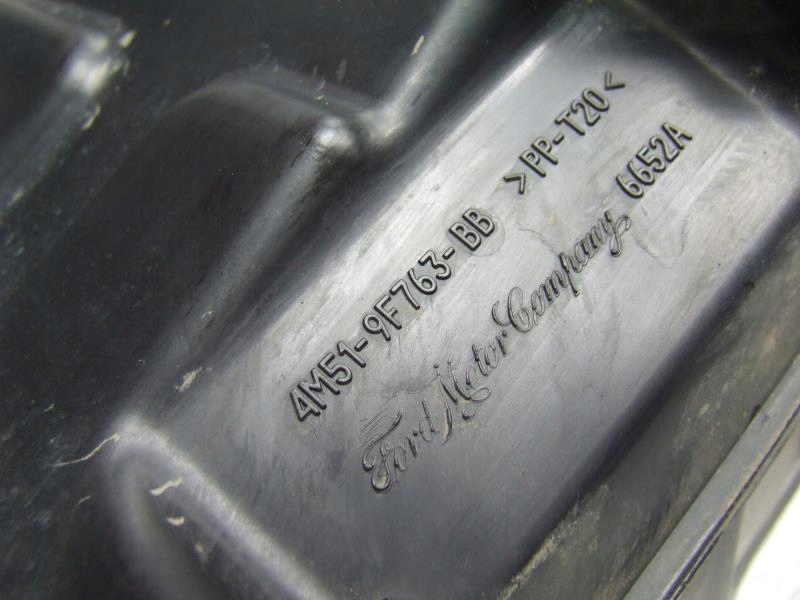 4M51-9F763-BB >PP-T20<
Ford Motor Company 6652A